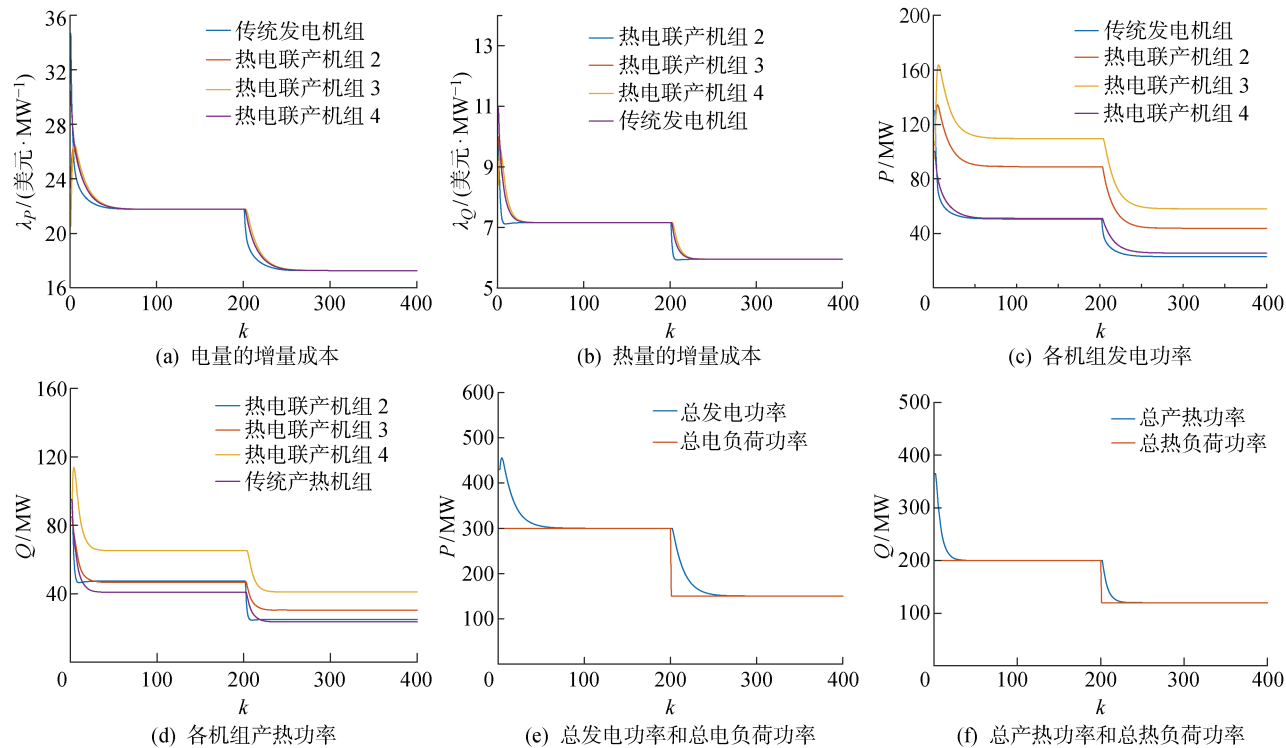 36
32
28
24
20
16
λP/(美元·MW⁻¹)
0
100
200
300
400
k
传统发电机组
热电联产机组 2
热电联产机组 3
热电联产机组 4
(a) 电量的增量成本
13
11
9
7
5
λQ/(美元·MW⁻¹)
0
100
200
300
400
k
热电联产机组 2
热电联产机组 3
热电联产机组 4
传统发电机组
(b) 热量的增量成本
200
160
120
80
40
P/MW
0
100
200
300
400
k
传统发电机组
热电联产机组 2
热电联产机组 3
热电联产机组 4
(c) 各机组发电功率
160
120
80
40
Q/MW
0
100
200
300
400
k
热电联产机组 2
热电联产机组 3
热电联产机组 4
传统产热机组
(d) 各机组产热功率
600
500
400
300
200
100
P/MW
0
100
200
300
400
k
总发电功率
总电负荷功率
(e) 总发电功率和总电负荷功率
500
400
300
200
100
Q/MW
0
100
200
300
400
k
总产热功率
总热负荷功率
(f) 总产热功率和总热负荷功率